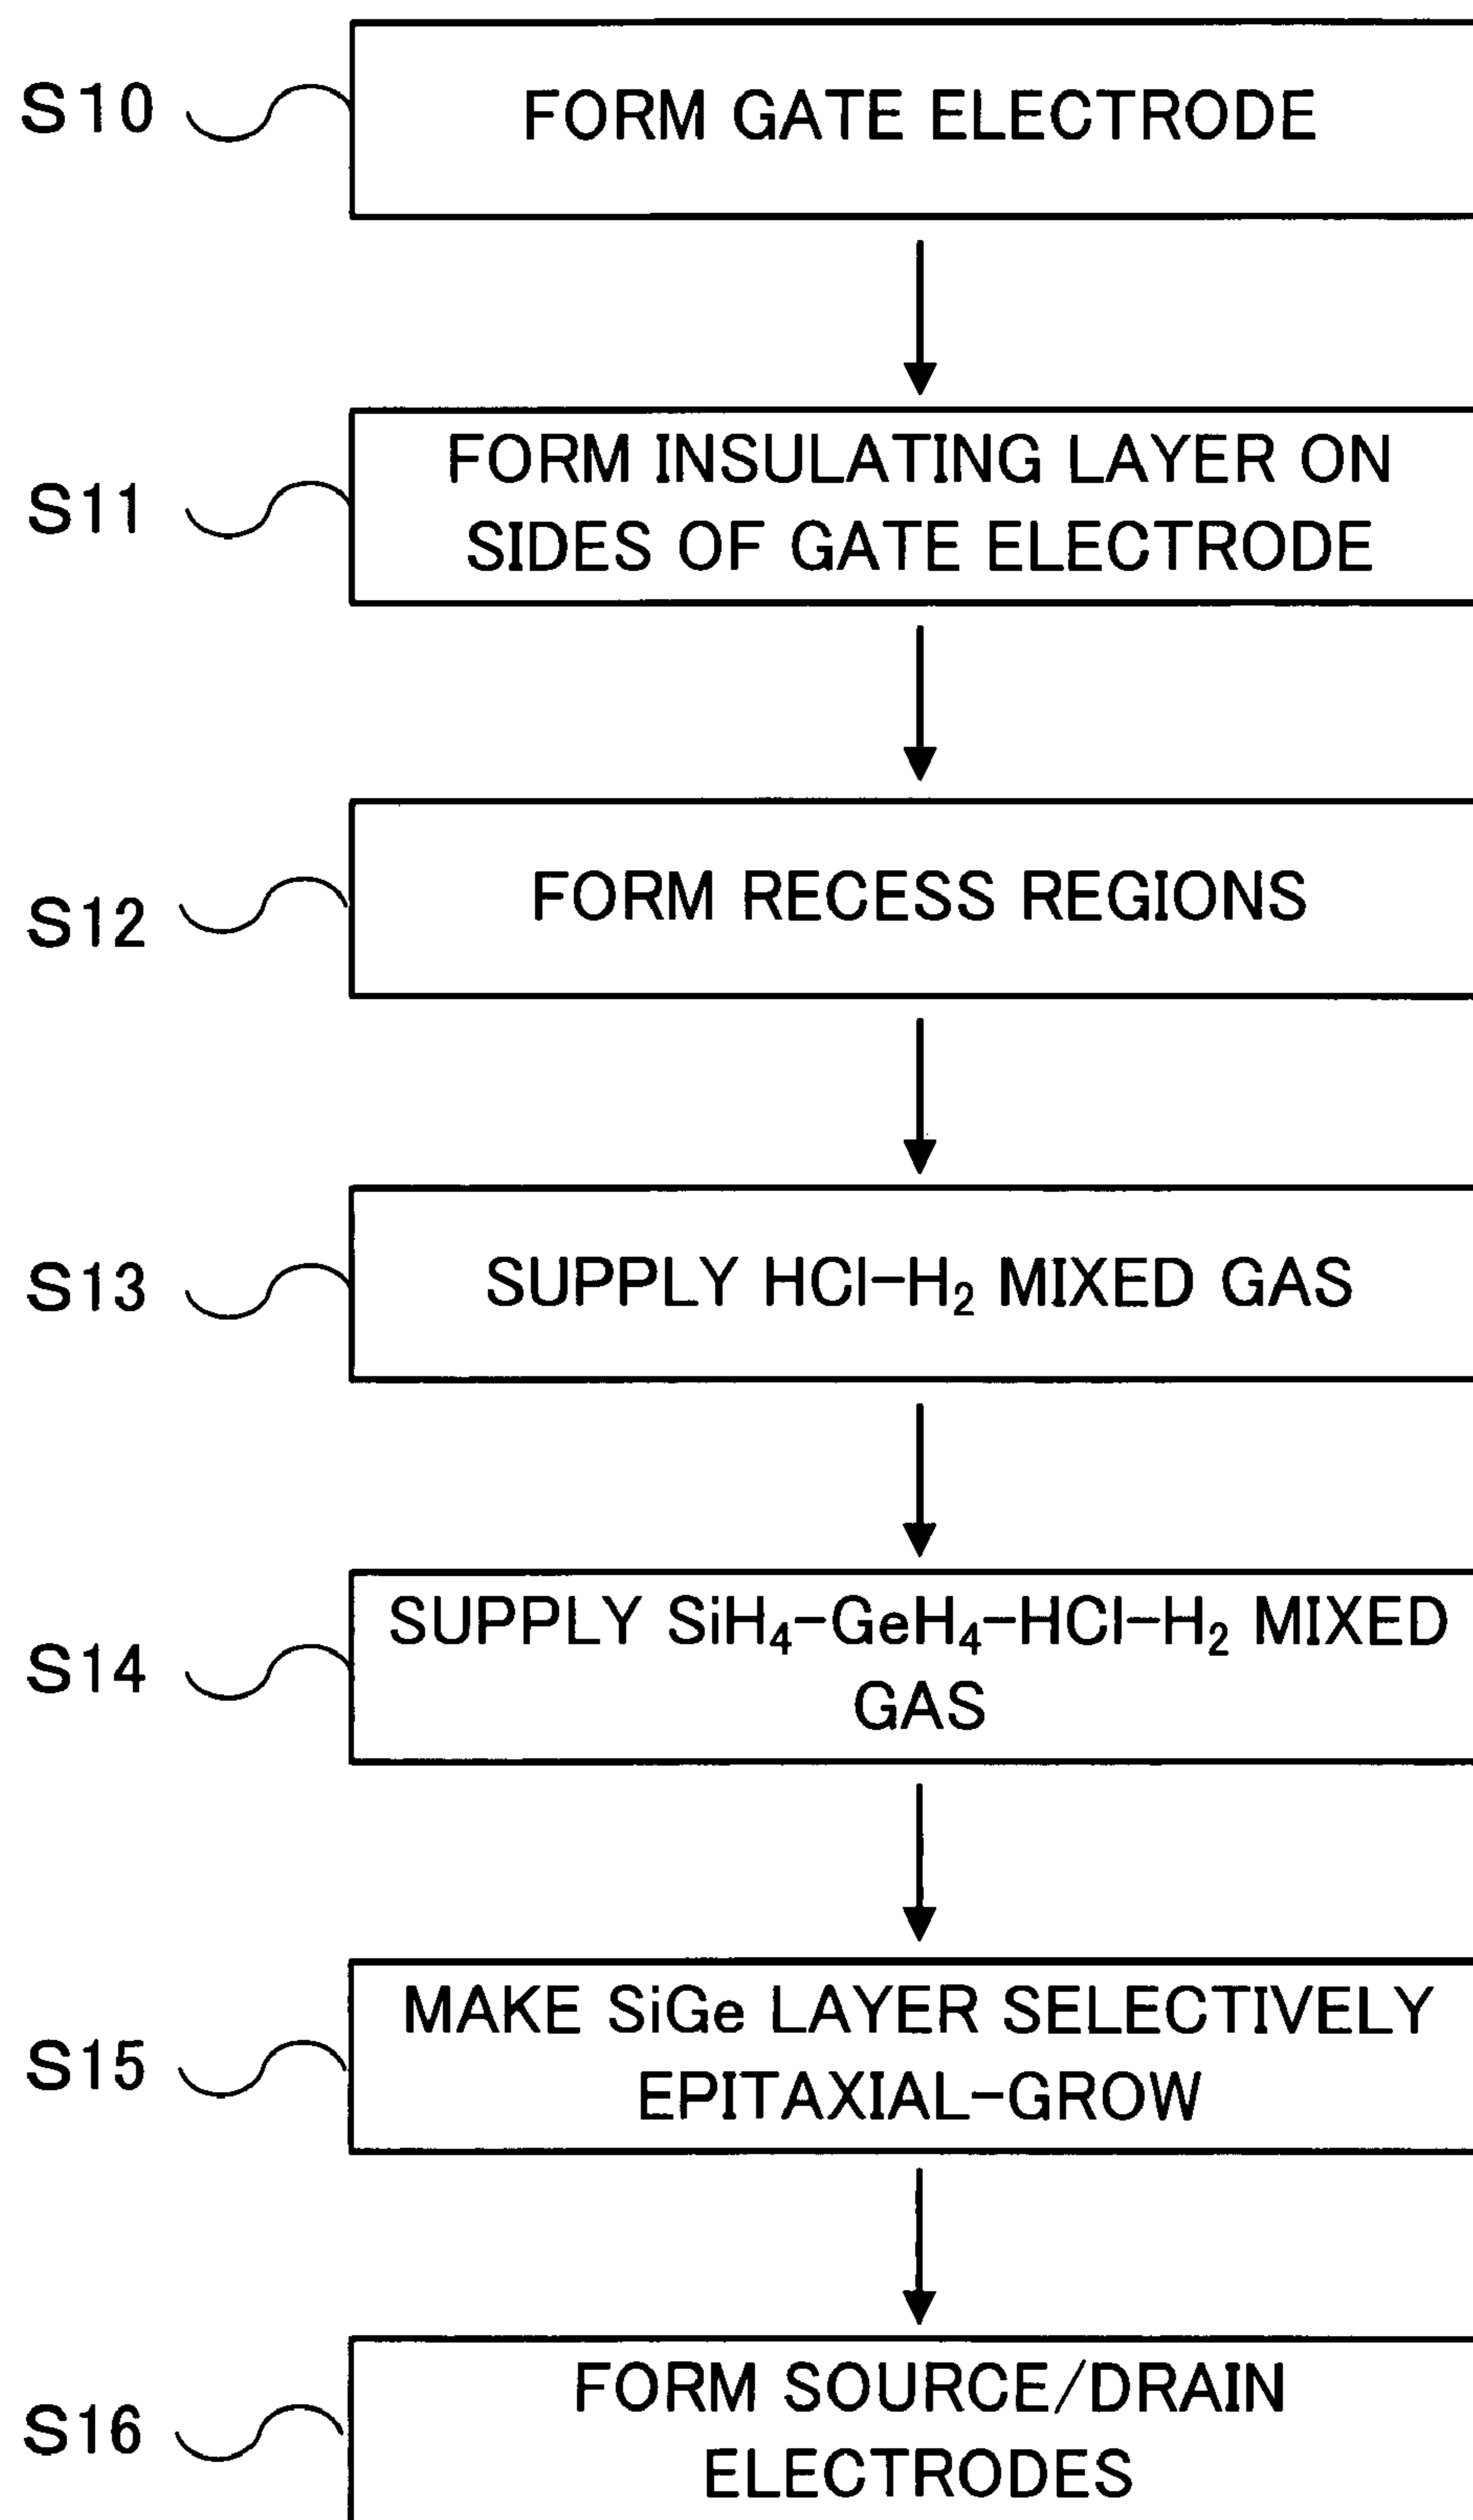 S10
FORM GATE ELECTRODE
S11
FORM INSULATING LAYER ON
SIDES OF GATE ELECTRODE
S12
FORM RECESS REGIONS
S13
SUPPLY HCl-H₂ MIXED GAS
S14
SUPPLY SiH₄-GeH₄-HCl-H₂ MIXED
GAS
S15
MAKE SiGe LAYER SELECTIVELY
EPITAXIAL-GROW
S16
FORM SOURCE/DRAIN
ELECTRODES